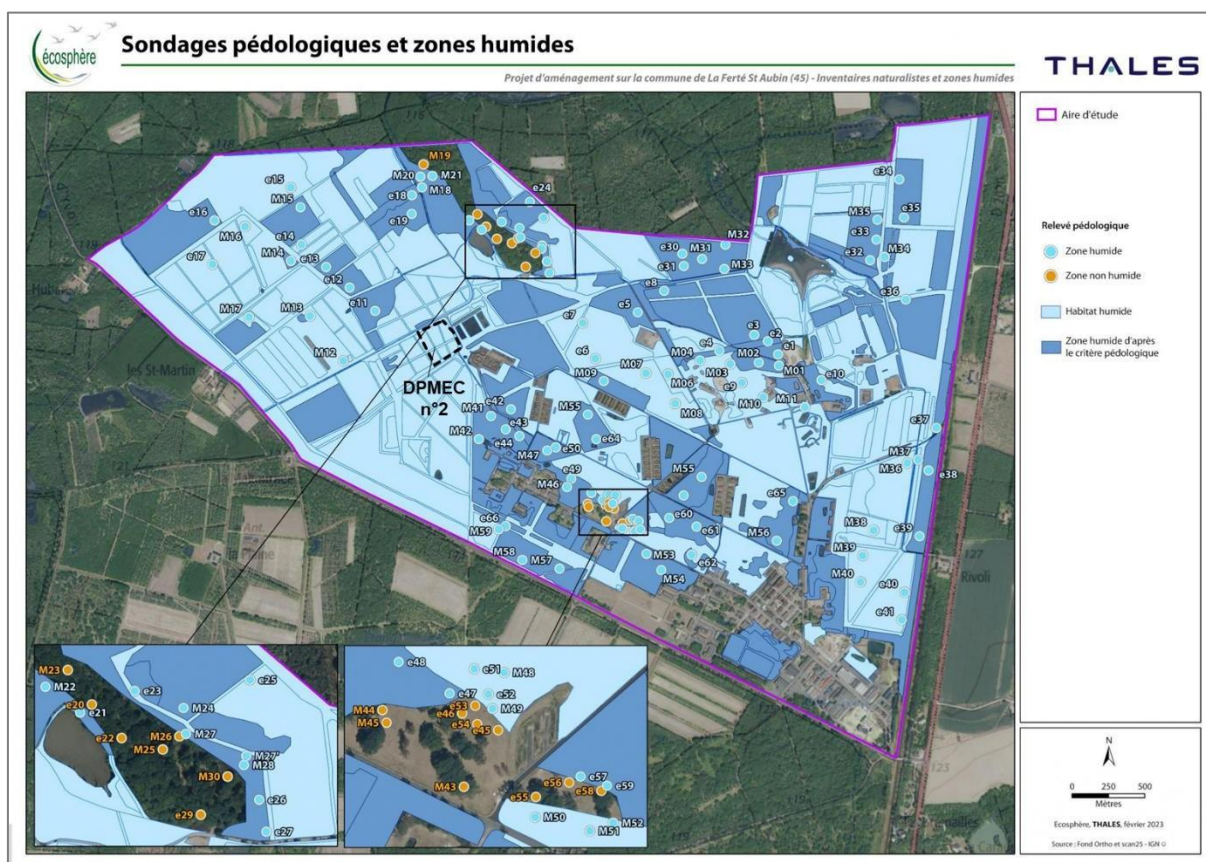 écosphère
Sondages pédologiques et zones humides
Projet d'aménagement sur la commune de La Ferté St Aubin (45) - Inventaires naturalistes et zones humides
THALES
Aire d'étude
Relevé pédologique
Zone humide
Zone non humide
Habitat humide
Zone humide d'après
le critère pédologique
118
M19
M20
M21
M18
e18
e19
e24
e15
M15
e16
M16
e14
M14
e13
e17
e12
e11
M17
M13
M12
119
les St-Martin
DPMEC
n°2
e34
e35
M35
e33
e32
M34
e36
M32
e30
M31
e31
M33
e8
e5
e7
e6
e3
e2
e4
e1
M04
M02
M03
M01
M07
M06
M09
e9
e10
M10
M11
M08
e42
M41
M55
e43
M42
e44
e64
M47
e50
e49
M46
M55
e65
e60
e61
M56
e66
M59
M58
M57
M53
M54
e62
e37
M37
M36
e38
M38
e39
M39
M40
e40
e41
Ant.
127
Rivoli
123
M23
M22
e20
e21
e23
e25
M24
e22
M26
M27
M25
M27'
M28
M30
e26
e29
e27
e48
e51
M48
e47
e52
M44
e53
e46
M49
M45
e54
e45
M43
e57
e56
e59
e58
e55
M50
M52
M51
N
0 250 500
Mètres
Ecosphère, THALES, février 2023
Source : Fond Ortho et scan25 - IGN ©